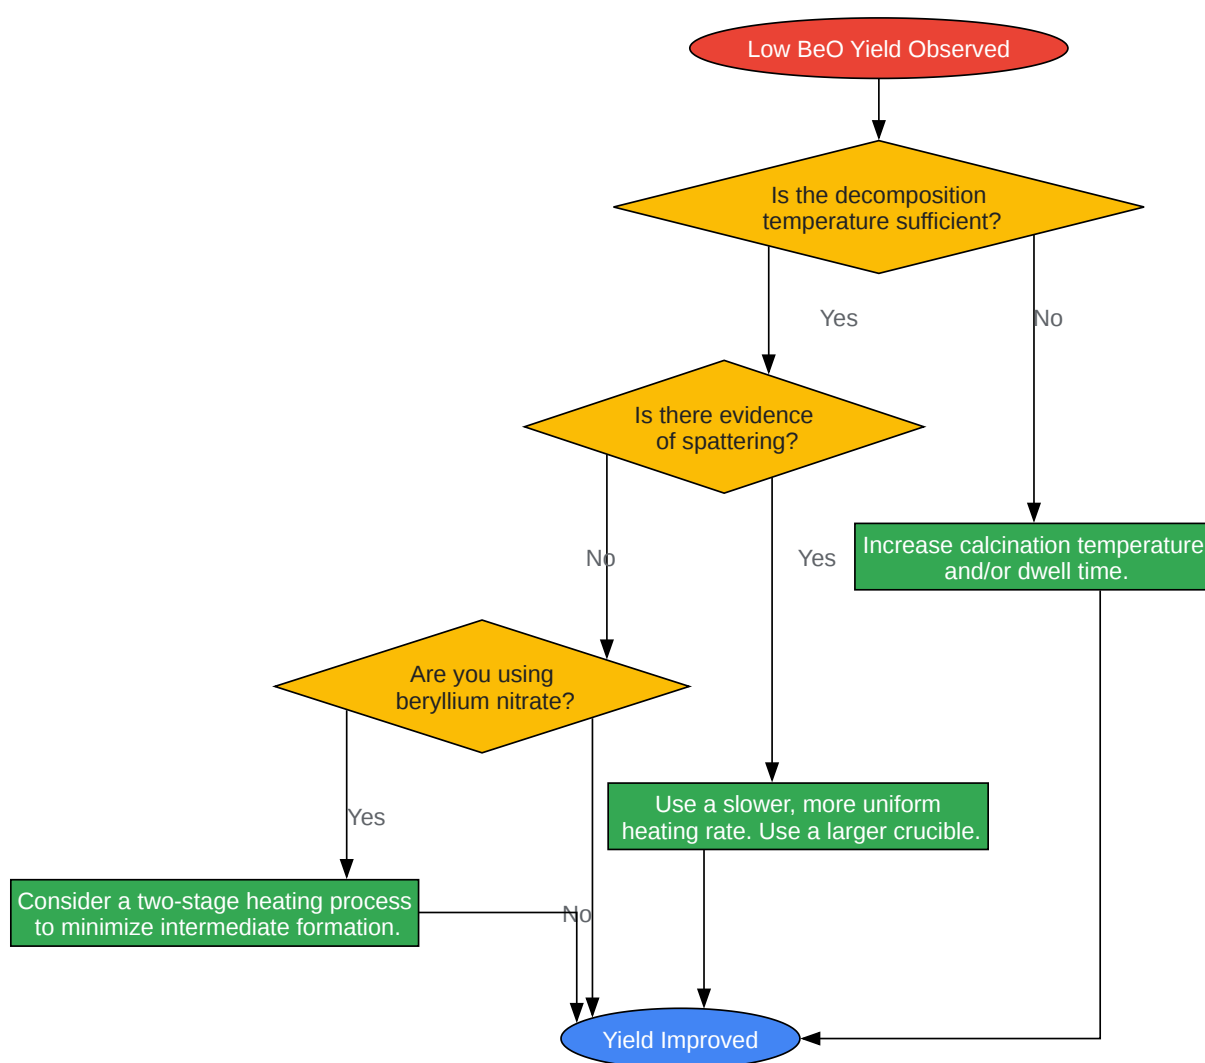 Low BeO Yield Observed
Is the decomposition
temperature sufficient?
Yes
No
Is there evidence
of spattering?
No
Yes
Increase calcination temperature
and/or dwell time.
Are you using
beryllium nitrate?
Yes
Use a slower, more uniform
heating rate. Use a larger crucible.
Consider a two-stage heating process
to minimize intermediate formation.
No
Yield Improved